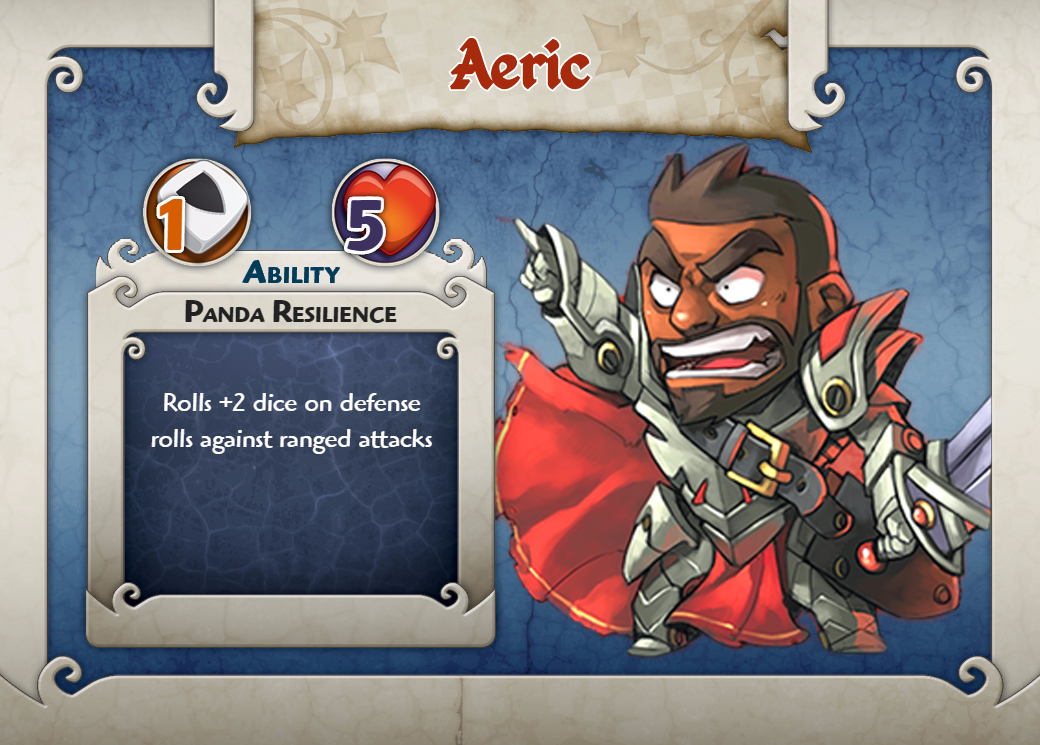 Aeric
1
5
Ability
Panda Resilience
Rolls +2 dice on defense
rolls against ranged attacks